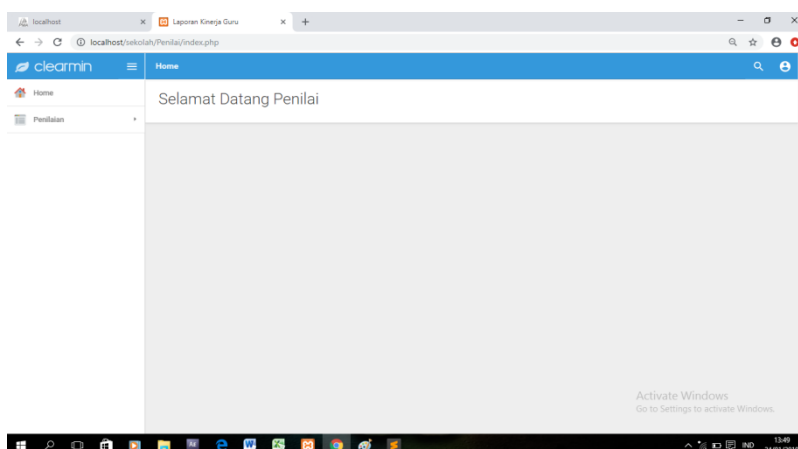 localhost
Laporan Kinerja Guru
localhost/sekolah/Penilai/index.php
clearmin
Home
Home
Selamat Datang Penilai
Penilaian
Activate Windows
Go to Settings to activate Windows.
IND
13:49